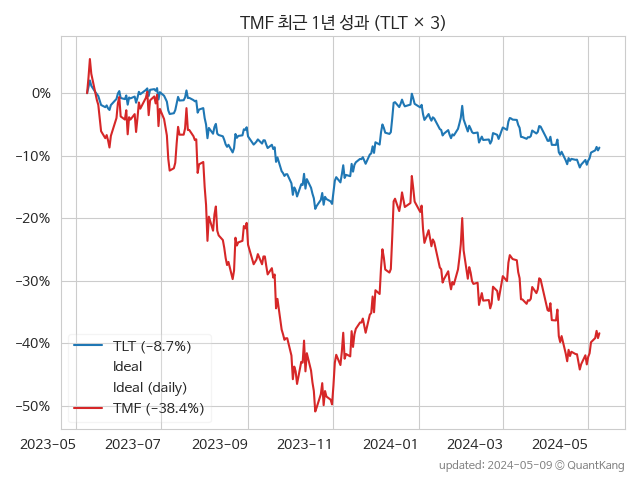 TMF 최근 1년 성과 (TLT × 3)
0%
−10%
−20%
−30%
−40%
−50%
TLT (−8.7%)
Ideal
Ideal (daily)
TMF (−38.4%)
2023-05 2023-07 2023-09 2023-11 2024-01 2024-03 2024-05
updated: 2024-05-09 © QuantKang